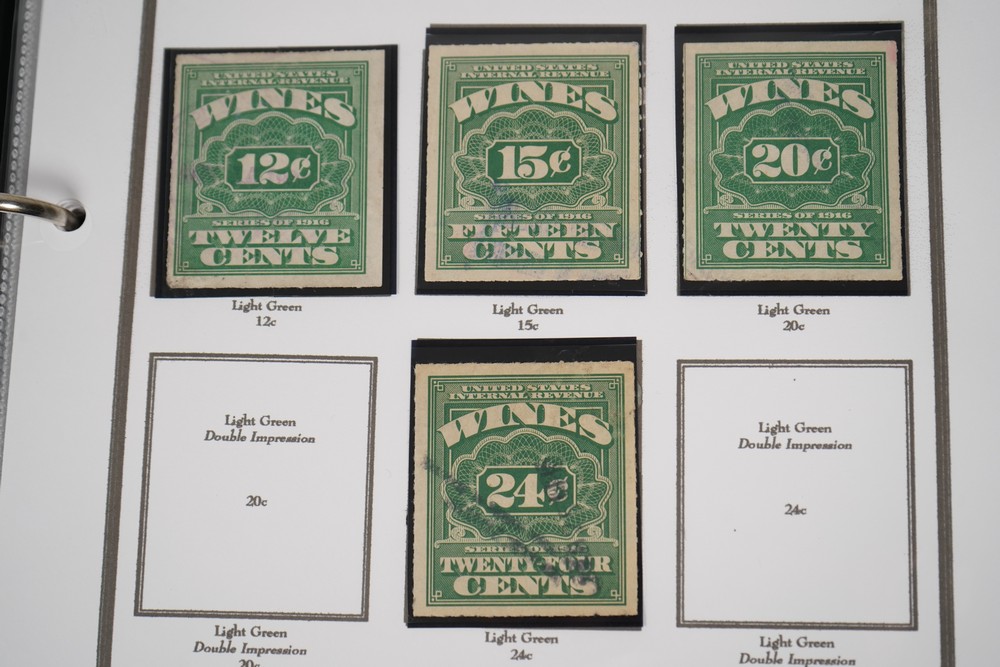 UNITED STATES
INTERNAL REVENUE
WINES
12¢
SERIES OF 1916
TWELVE
CENTS
Light Green
12c
UNITED STATES
INTERNAL REVENUE
WINES
15¢
SERIES OF 1916
FIFTEEN
CENTS
Light Green
15c
UNITED STATES
INTERNAL REVENUE
WINES
20¢
SERIES OF 1916
TWENTY
CENTS
Light Green
20c
Light Green
Double Impression
20c
Light Green
Double Impression
20c
UNITED STATES
INTERNAL REVENUE
WINES
24¢
SERIES OF
TWENTY-FOUR
CENTS
Light Green
24c
Light Green
Double Impression
24c
Light Green
Double Impression